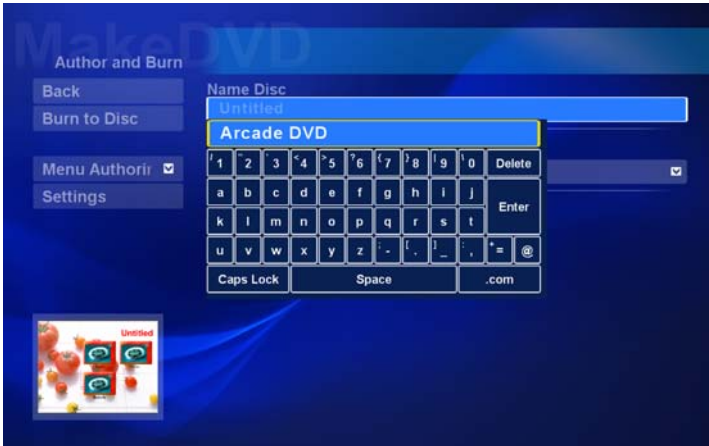 MakeDVD
Author and Burn
Back
Burn to Disc
Menu Authorin
Settings
Name Disc
Untitled
Arcade DVD
1 2 3 <4 >5 ?6 {7 }8 9 0 Delete
a b c d e f g h i j
Enter
k l m n o p q r s t
u v w x y z - [. ]_ :, += @
Caps Lock Space .com
Untitled